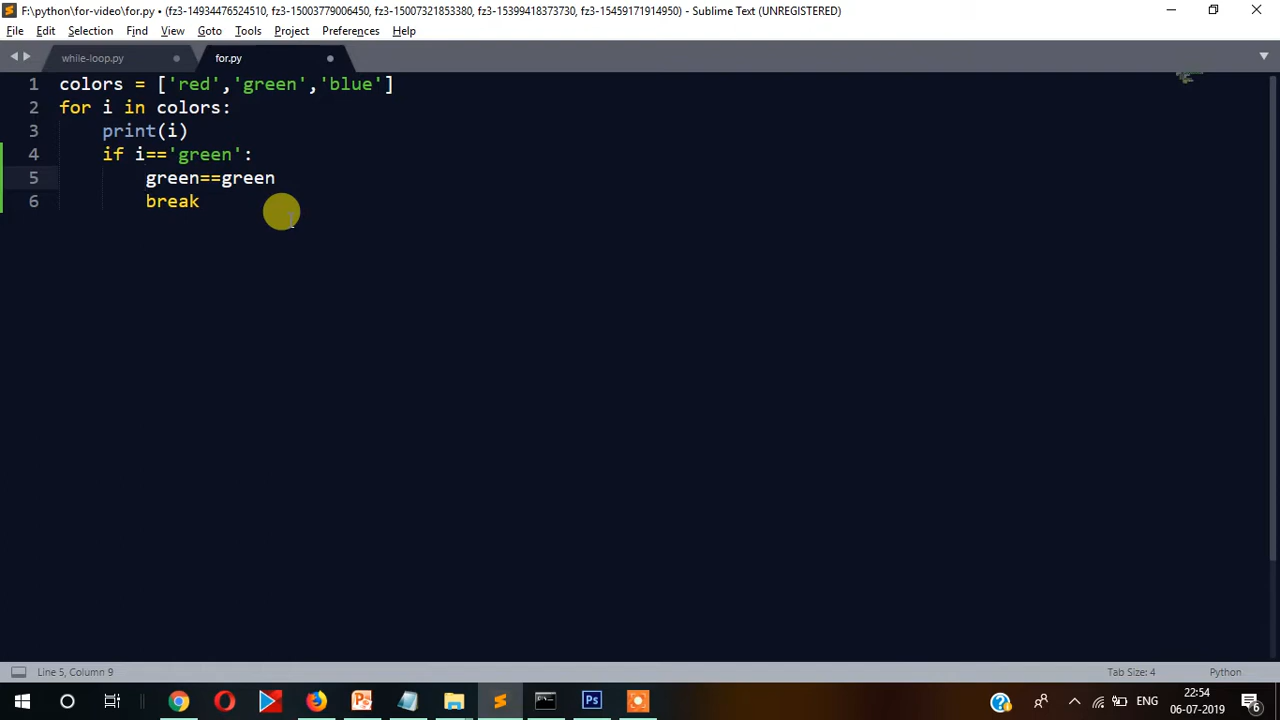 F:\python\for-video\for.py • (fz3-14934476524510, fz3-15003779006450, fz3-15007321853380, fz3-15399418373730, fz3-15459171914950) - Sublime Text (UNREGISTERED)
File Edit Selection Find View Goto Tools Project Preferences Help
while-loop.py for.py
1 colors = ['red','green','blue']
2 for i in colors:
3 print(i)
4 if i=='green':
5 green==green
6 break
Line 5, Column 9 Tab Size: 4 Python
ENG 22:54
06-07-2019 6